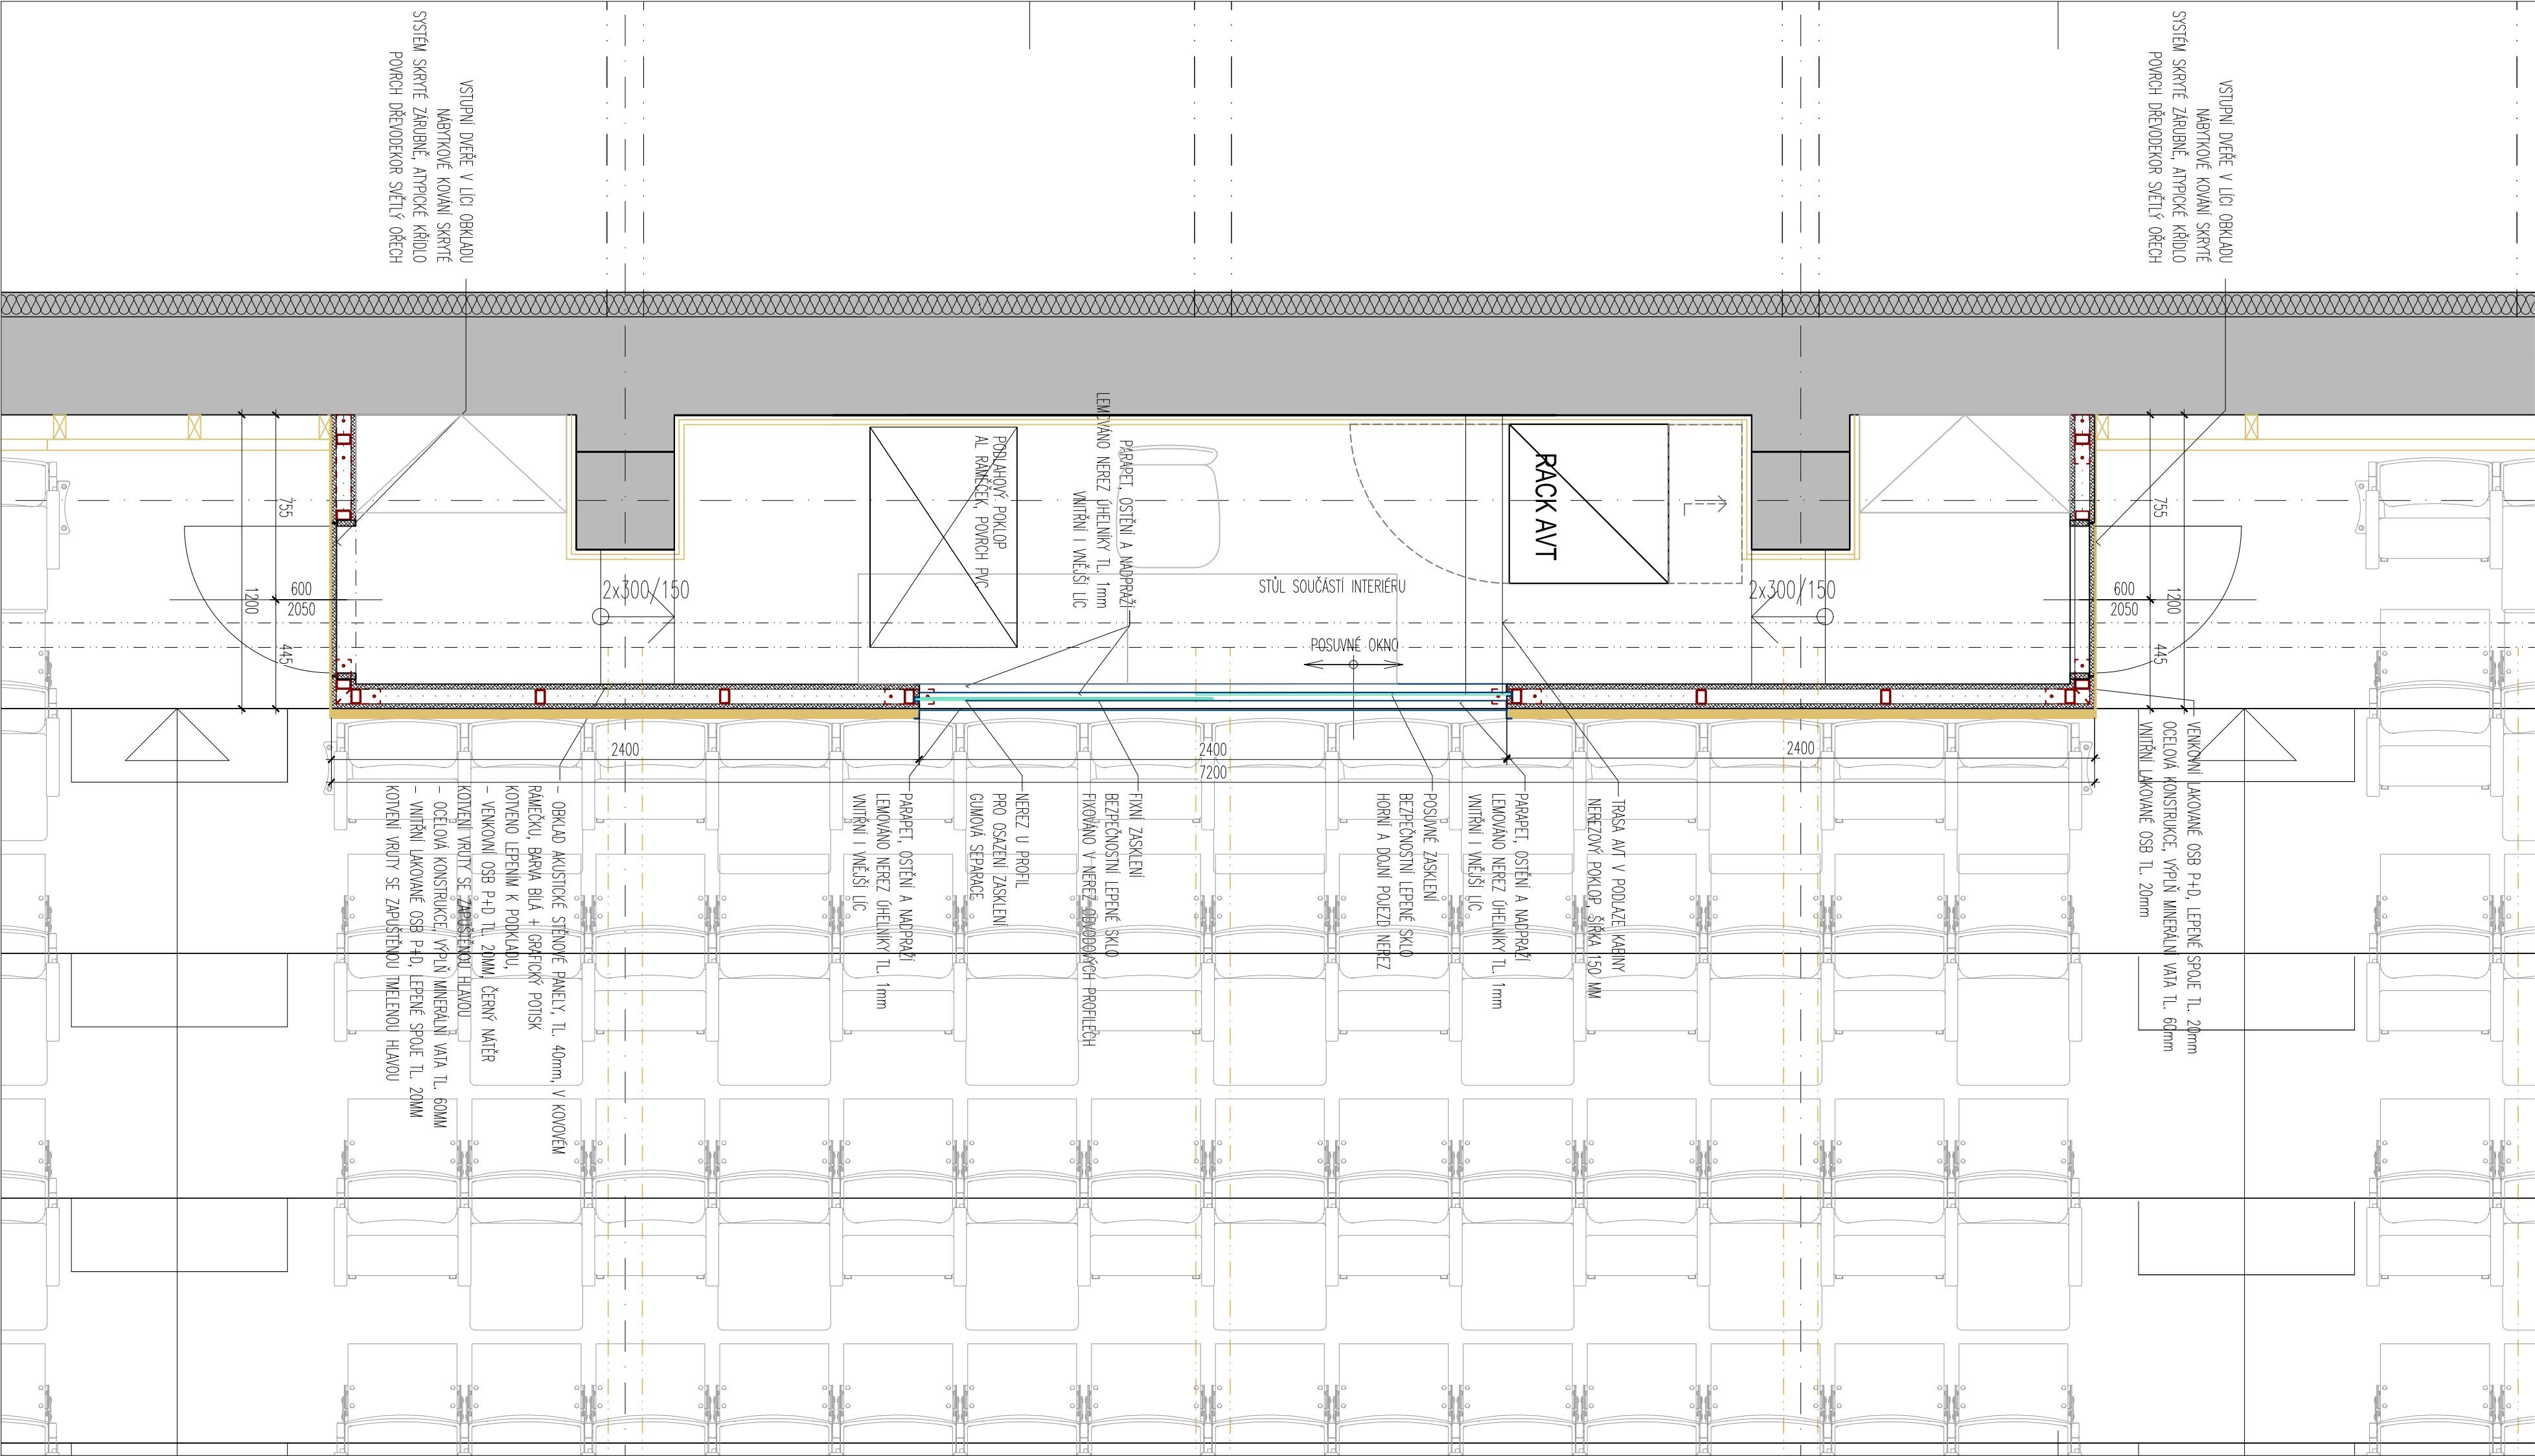 VSTUPNÍ DVEŘE V LÍCI OBKLADU
NÁBYTKOVÉ KOVÁNÍ SKRYTÉ
SYSTÉM SKRYTÉ ZÁRUBNĚ, ATYPICKÉ KŘÍDLO
POVRCH DŘEVODEKOR SVĚTLÝ OŘECH
VSTUPNÍ DVEŘE V LÍCI OBKLADU
NÁBYTKOVÉ KOVÁNÍ SKRYTÉ
SYSTÉM SKRYTÉ ZÁRUBNĚ, ATYPICKÉ KŘÍDLO
POVRCH DŘEVODEKOR SVĚTLÝ OŘECH
PARAPET, OSTĚNÍ A NADPRAŽÍ
LEMOVÁNO NEREZ ÚHELNÍKY TL. 1mm
VNITŘNÍ I VNĚJŠÍ LÍC
PODLAHOVÝ POKLOP
AL RÁMEČEK, POVRCH PVC
RACK AVT
STŮL SOUČÁSTÍ INTERIÉRU
POSUVNÉ OKNO
2x300/150
2x300/150
755
600
2050
445
1200
755
600
2050
445
1200
2400
2400
2400
7200
VENKOVNÍ LAKOVANÉ OSB P+D, LEPENÉ SPOJE TL. 20mm
OCELOVÁ KONSTRUKCE, VÝPLŇ MINERÁLNÍ VATA TL. 60mm
VNITŘNÍ LAKOVANÉ OSB TL. 20mm
TRASA AVT V PODLAZE KABINY
NEREZOVÝ POKLOP, ŠÍŘKA 150 MM
PARAPET, OSTĚNÍ A NADPRAŽÍ
LEMOVÁNO NEREZ ÚHELNÍKY TL. 1mm
VNITŘNÍ I VNĚJŠÍ LÍC
POSUVNÉ ZASKLENÍ
BEZPEČNOSTNÍ LEPENÉ SKLO
HORNÍ A DOJNÍ POJEZD NEREZ
FIXNÍ ZASKLENÍ
BEZPEČNOSTNÍ LEPENÉ SKLO
FIXOVÁNO V NEREZ OBVODOVÝCH PROFILECH
NEREZ U PROFIL
PRO OSAZENÍ ZASKLENÍ
GUMOVÁ SEPARACE
PARAPET, OSTĚNÍ A NADPRAŽÍ
LEMOVÁNO NEREZ ÚHELNÍKY TL. 1mm
VNITŘNÍ I VNĚJŠÍ LÍC
- OBKLAD AKUSTICKÉ STĚNOVÉ PANELY, TL. 40mm, V KOVOVÉM
RÁMEČKU, BARVA BÍLÁ + GRAFICKÝ POTISK
KOTVENO LEPENÍM K PODKLADU,
- VENKOVNÍ OSB P+D TL. 20MM, ČERNÝ NÁTĚR
KOTVENÍ VRUTY SE ZAPUŠTĚNOU HLAVOU
- OCELOVÁ KONSTRUKCE, VÝPLŇ MINERÁLNÍ VATA TL. 60MM
- VNITŘNÍ LAKOVANÉ OSB P+D, LEPENÉ SPOJE TL. 20MM
KOTVENÍ VRUTY SE ZAPUŠTĚNOU TMELENOU HLAVOU